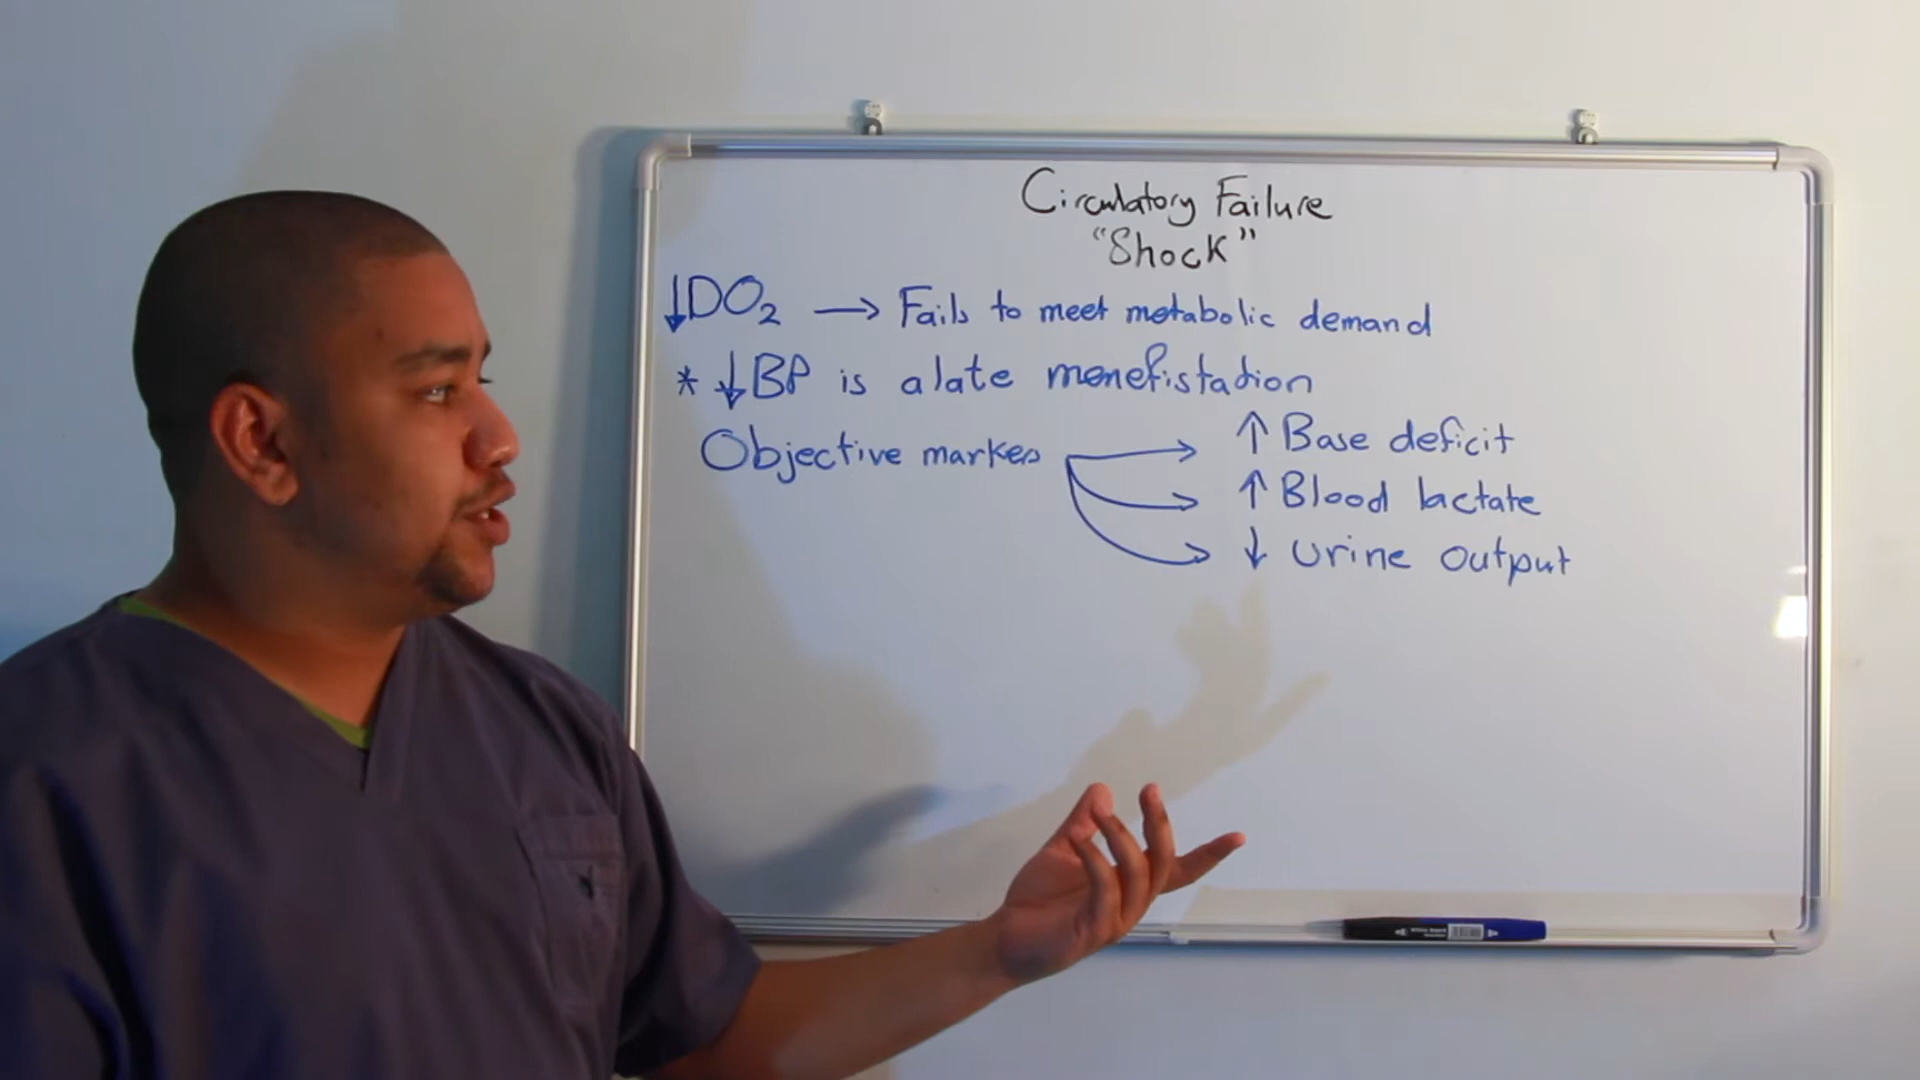 Circulatory Failure
"Shock"
↓DO₂ → Fails to meet metabolic demand
* ↓BP is a late menefistation
Objective markes → ↑ Base deficit
→ ↑ Blood lactate
→ ↓ Urine output